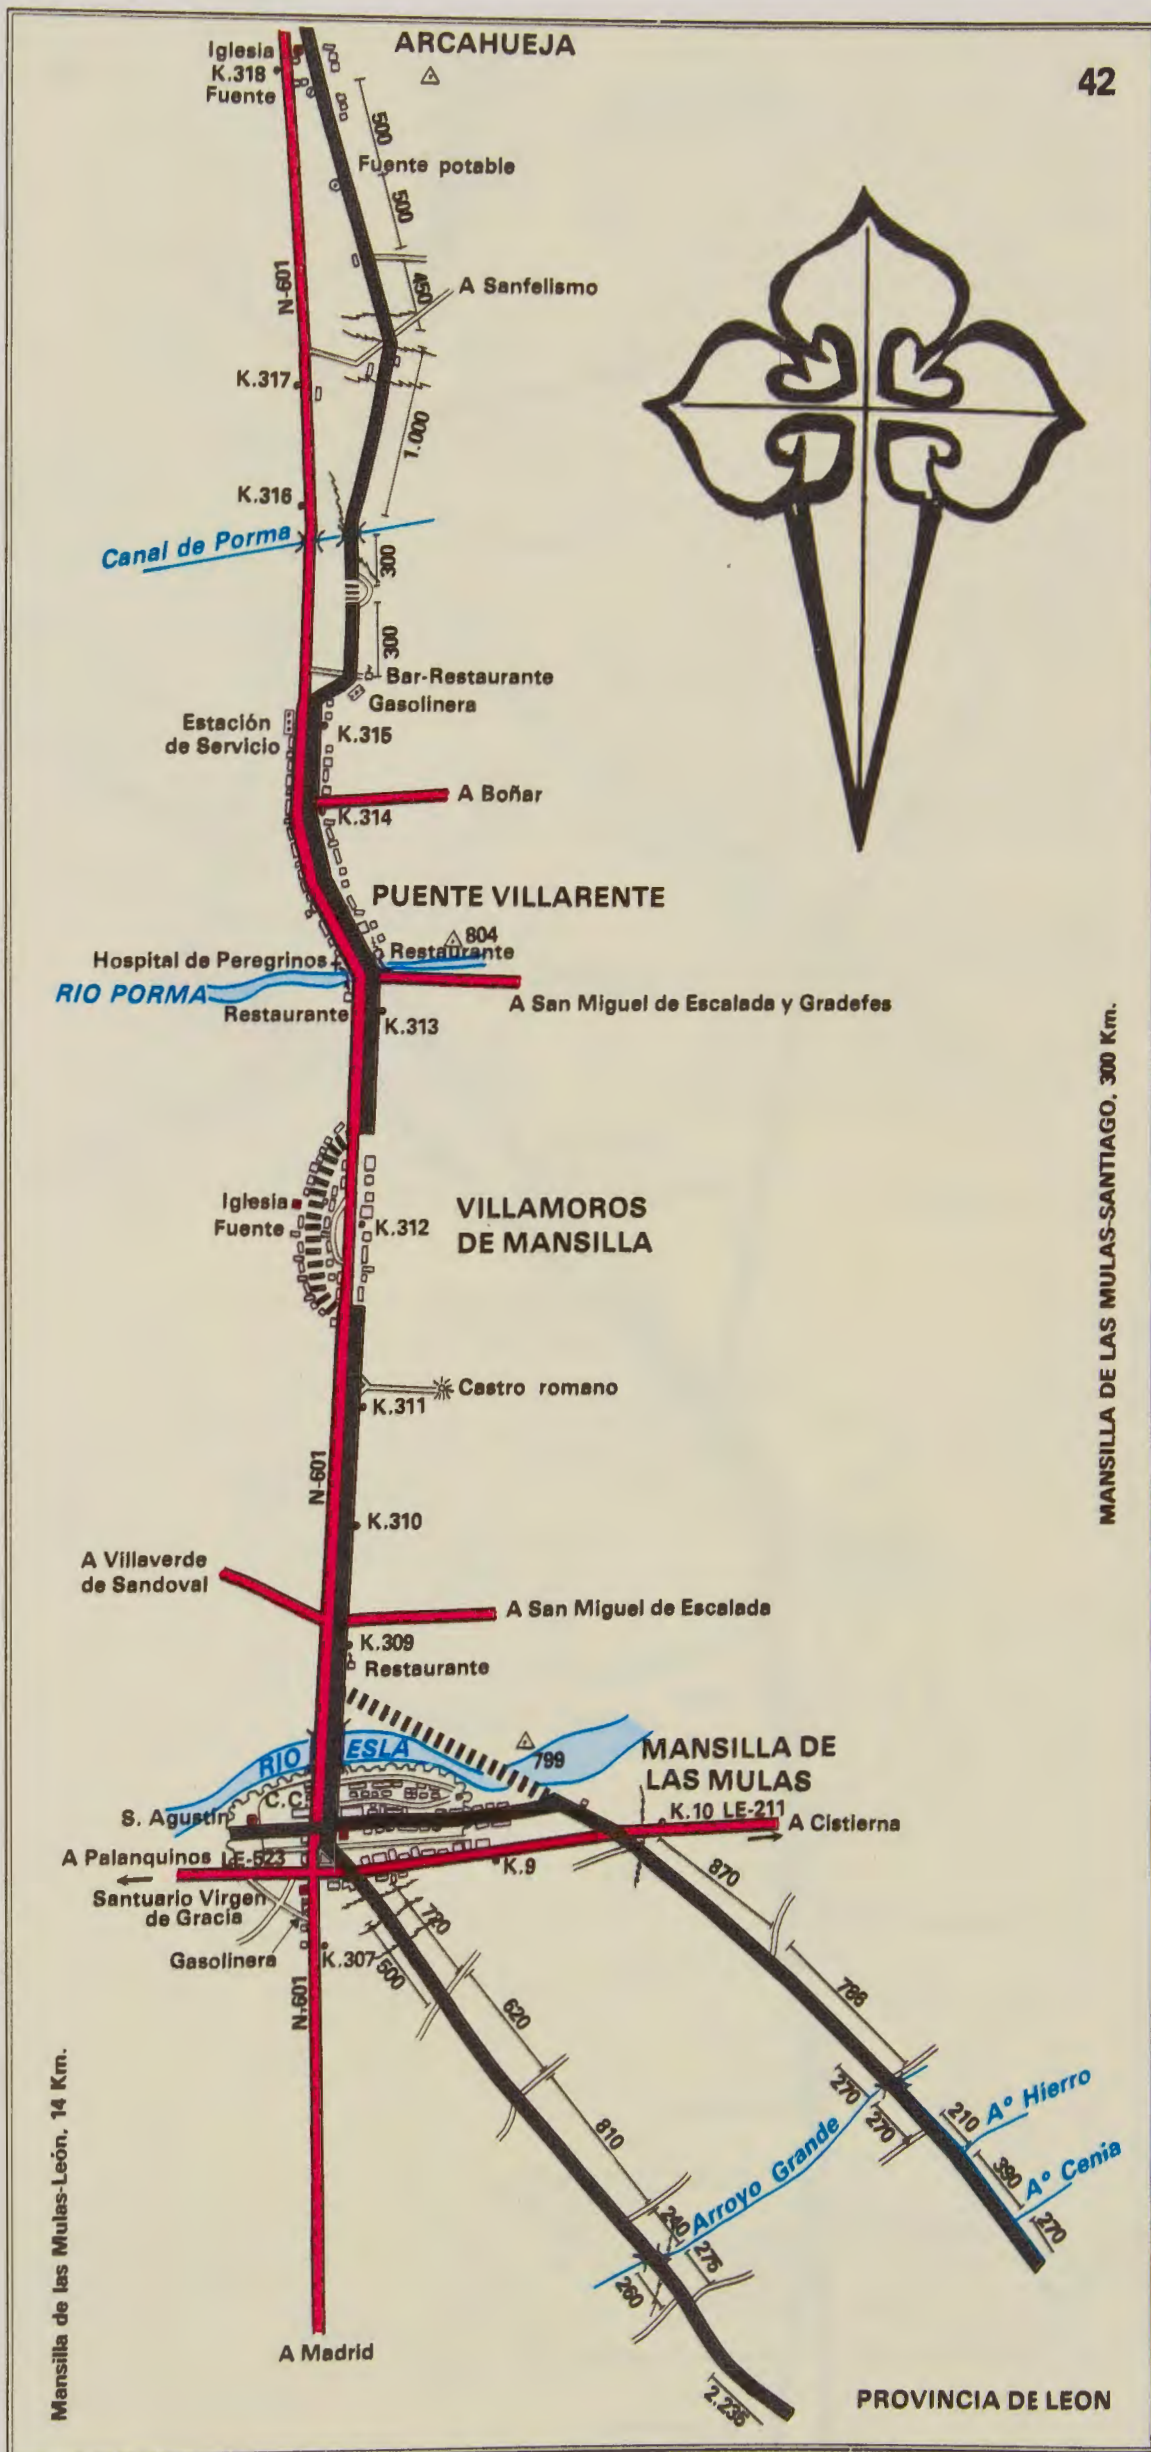 42
ARCAHUEJA
Iglesia
K.318
Fuente
500
Fuente potable
500
N-601
450
A Sanfelismo
K.317
1.000
K.316
Canal de Porma
300
300
Bar-Restaurante
Gasolinera
Estación
de Servicio
K.315
A Boñar
K.314
PUENTE VILLARENTE
804
Hospital de Peregrinos
Restaurante
RIO PORMA
Restaurante
A San Miguel de Escalada y Gradefes
K.313
MANSILLA DE LAS MULAS-SANTIAGO. 300 Km.
Iglesia
Fuente
K.312
VILLAMOROS
DE MANSILLA
Castro romano
K.311
N-601
K.310
A Villaverde
de Sandoval
A San Miguel de Escalada
K.309
Restaurante
RIO ESLA
799
MANSILLA DE
LAS MULAS
C.C.
S. Agustín
K.10 LE-211
A Cistierna
A Palanquinos LE-523
K.9
870
Santuario Virgen
de Gracia
720
Gasolinera
K.307
500
N.601
620
786
270
270
210
Aº Hierro
390
Aº Cenia
270
810
Arroyo Grande
240
275
260
Mansilla de las Mulas-León. 14 Km.
A Madrid
2.235
PROVINCIA DE LEON